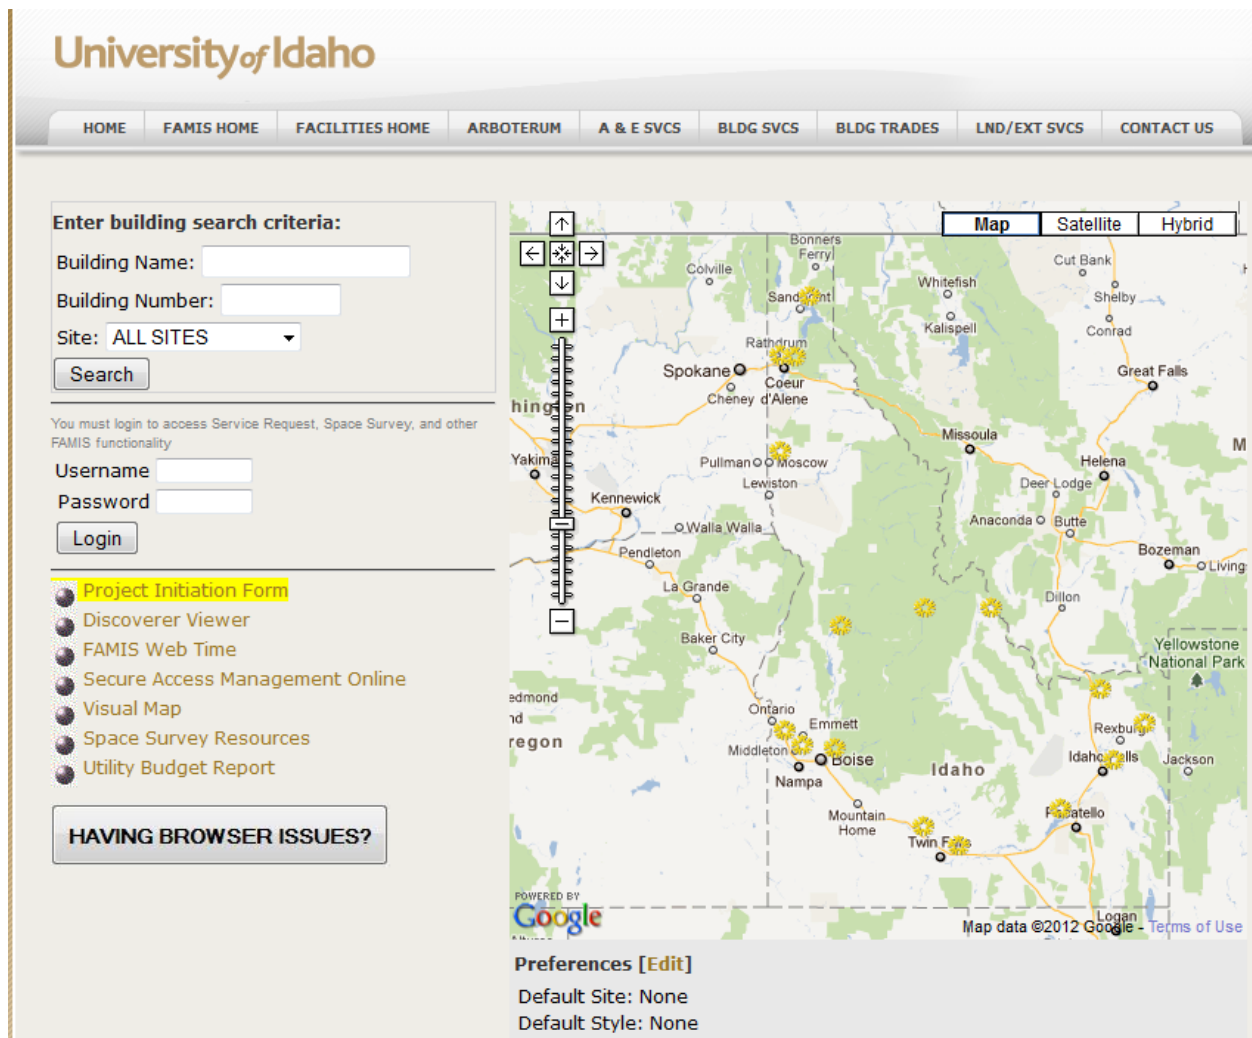 University of Idaho
HOME FAMIS HOME FACILITIES HOME ARBOTERUM A & E SVCS BLDG SVCS BLDG TRADES LND/EXT SVCS CONTACT US
Enter building search criteria:
Building Name:
Building Number:
Site: ALL SITES
Search
You must login to access Service Request, Space Survey, and other
FAMIS functionality
Username
Password
Login
Project Initiation Form
Discoverer Viewer
FAMIS Web Time
Secure Access Management Online
Visual Map
Space Survey Resources
Utility Budget Report
HAVING BROWSER ISSUES?
Map Satellite Hybrid
Bonners
Ferry
Cut Bank
Colville
Whitefish
Shelby
Kalispell
Conrad
Rathdrum
Spokane
Coeur
d'Alene
Cheney
Great Falls
Missoula
Yakima
Pullman
Moscow
Helena
Lewiston
Deer Lodge
Kennewick
Anaconda
Butte
Walla Walla
Pendleton
Bozeman
Living
La Grande
Dillon
Baker City
Yellowstone
National Park
edmond
Ontario
Emmett
regon
Middleton
Boise
Idaho
Jackson
Nampa
Mountain
Home
Logan
POWERED BY
Google
Map data ©2012 Google - Terms of Use
Preferences [Edit]
Default Site: None
Default Style: None